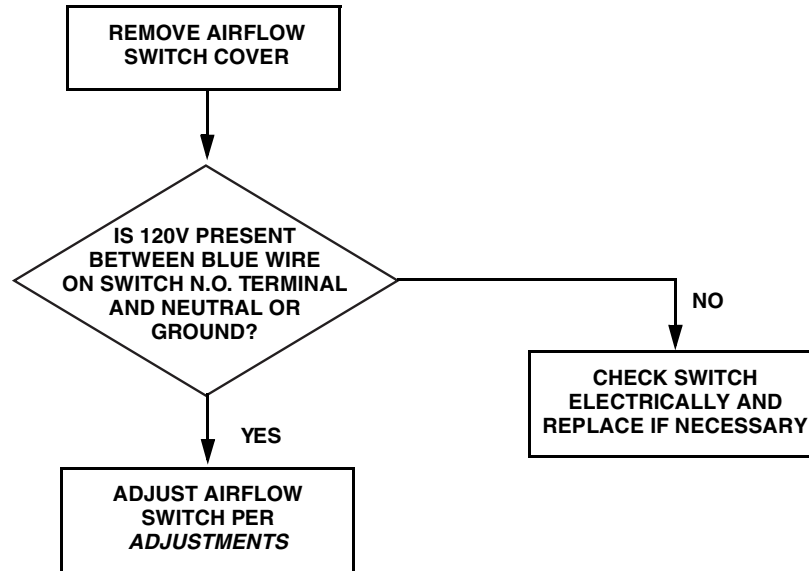 REMOVE AIRFLOW
SWITCH COVER
IS 120V PRESENT
BETWEEN BLUE WIRE
ON SWITCH N.O. TERMINAL
AND NEUTRAL OR
GROUND?
NO
CHECK SWITCH
ELECTRICALLY AND
REPLACE IF NECESSARY
YES
ADJUST AIRFLOW
SWITCH PER
ADJUSTMENTS